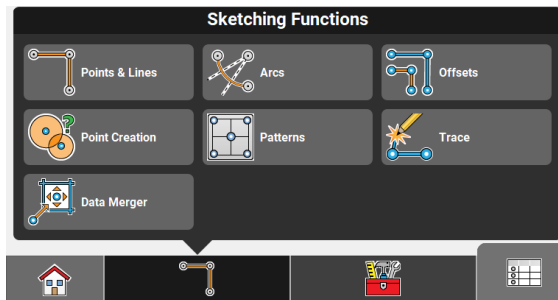 Sketching Functions
Points & Lines
Arcs
Offsets
Point Creation
Patterns
Trace
Data Merger